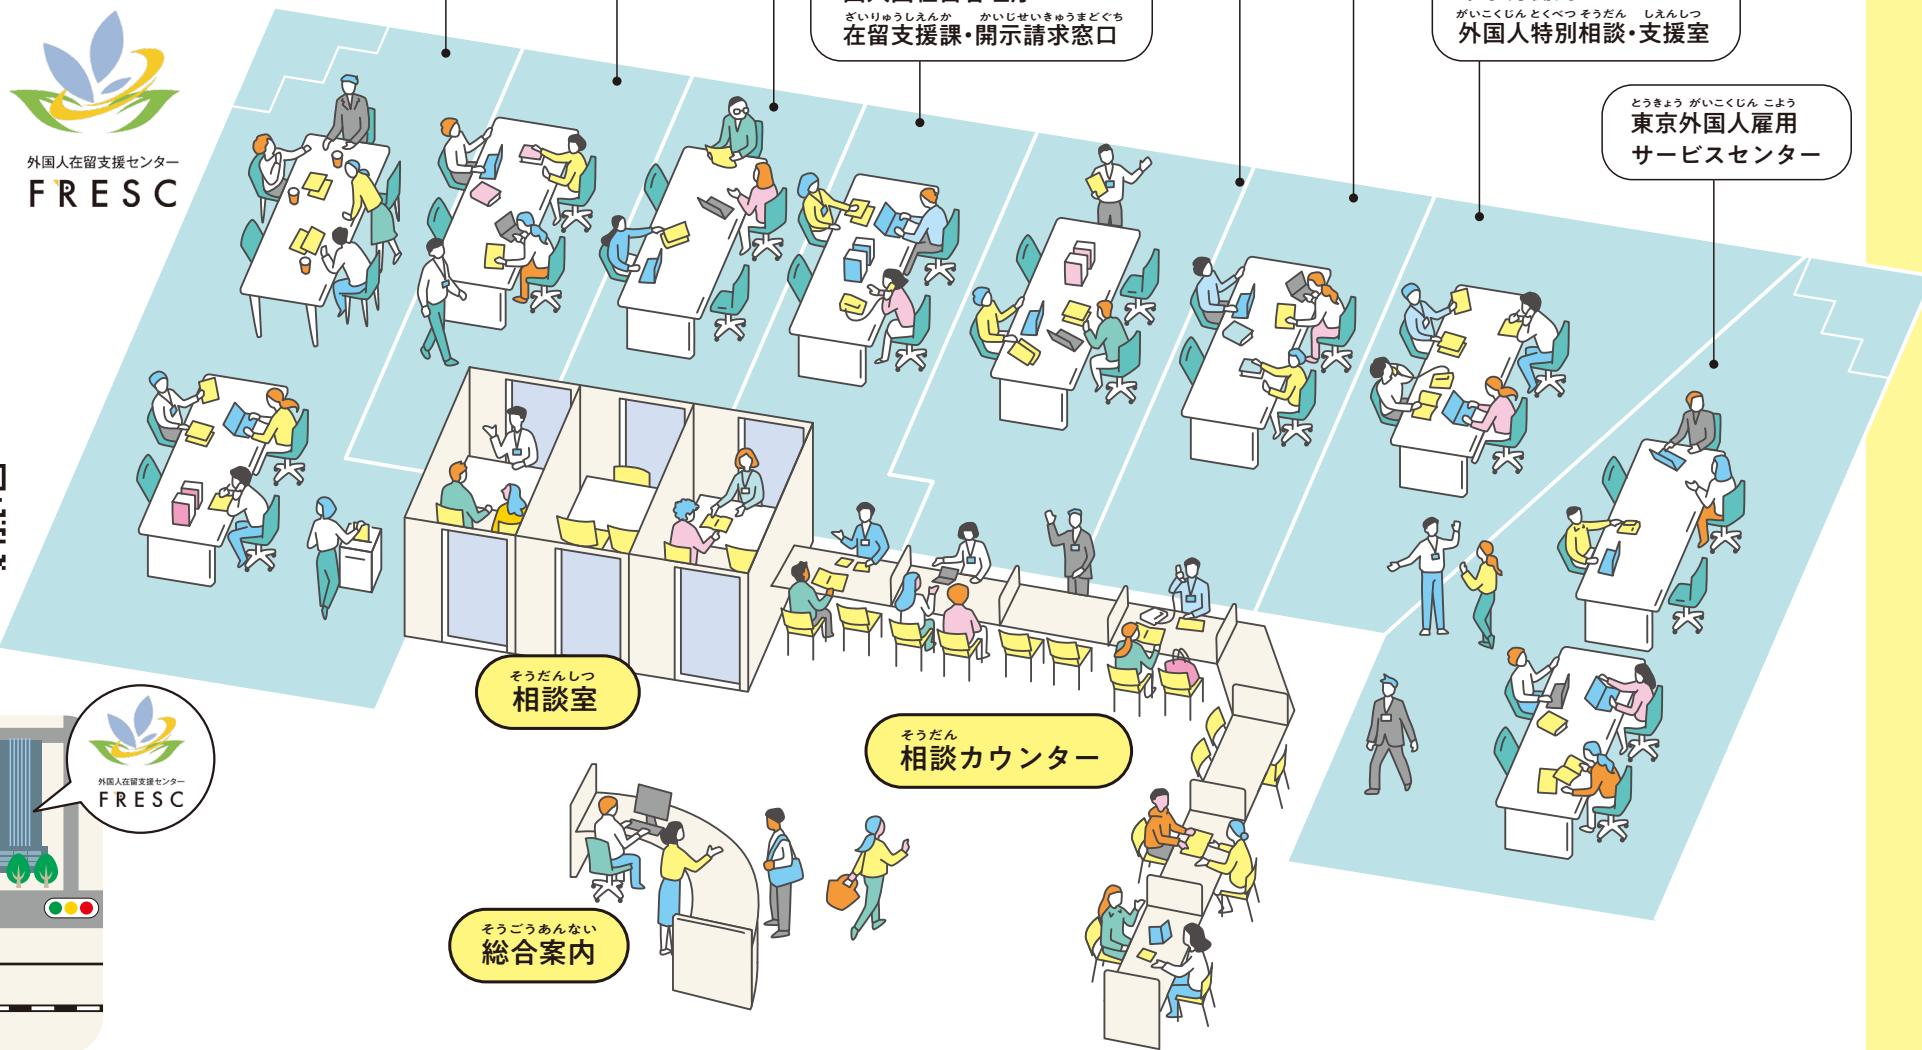 外国人在留支援センター
FRESC
ざいりゅうしえんか かいじせいきゅうまどぐち
在留支援課・開示請求窓口
がいこくじん とくべつ そうだん しえんしつ
外国人特別相談・支援室
とうきょう がいこくじん こよう
東京外国人雇用
サービスセンター
そうだんしつ
相談室
そうだん
相談カウンター
外国人在留支援センター
FRESC
そうごうあんない
総合案内